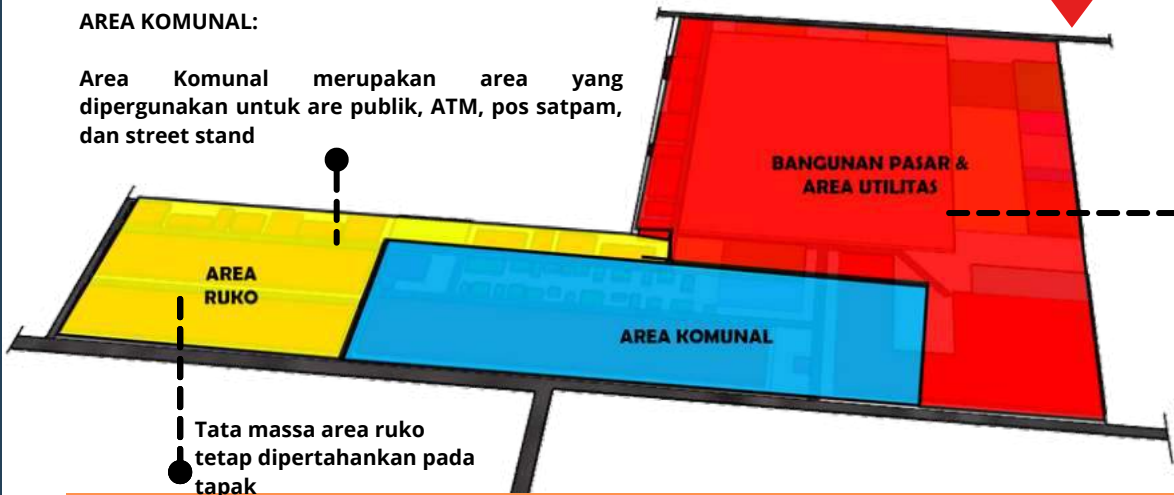 AREA KOMUNAL:
Area Komunal merupakan area yang
dipergunakan untuk are publik, ATM, pos satpam,
dan street stand
BANGUNAN PASAR &
AREA UTILITAS
AREA
RUKO
AREA KOMUNAL
Tata massa area ruko
tetap dipertahankan pada
tapak